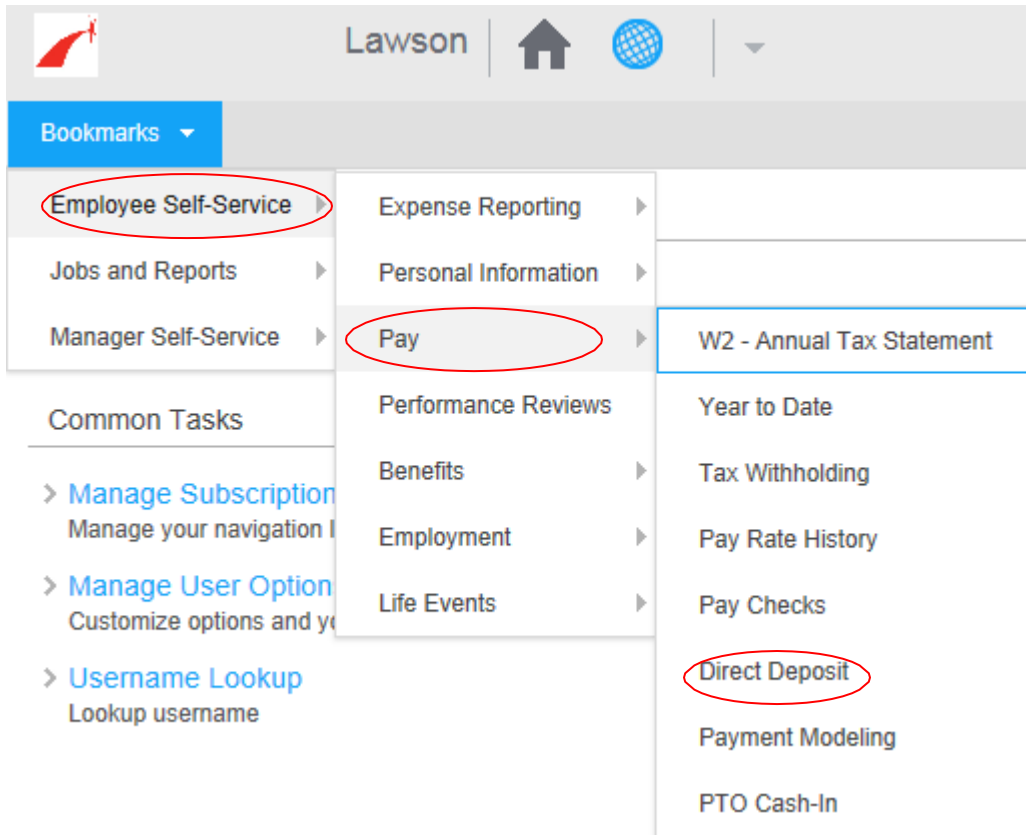 Lawson
Bookmarks
Employee Self-Service
Jobs and Reports
Manager Self-Service
Expense Reporting
Personal Information
Pay
Performance Reviews
Benefits
Employment
Life Events
W2 - Annual Tax Statement
Year to Date
Tax Withholding
Pay Rate History
Pay Checks
Direct Deposit
Payment Modeling
PTO Cash-In
Common Tasks
Manage Subscription
Manage your navigation
Manage User Option
Customize options and
Username Lookup
Lookup username